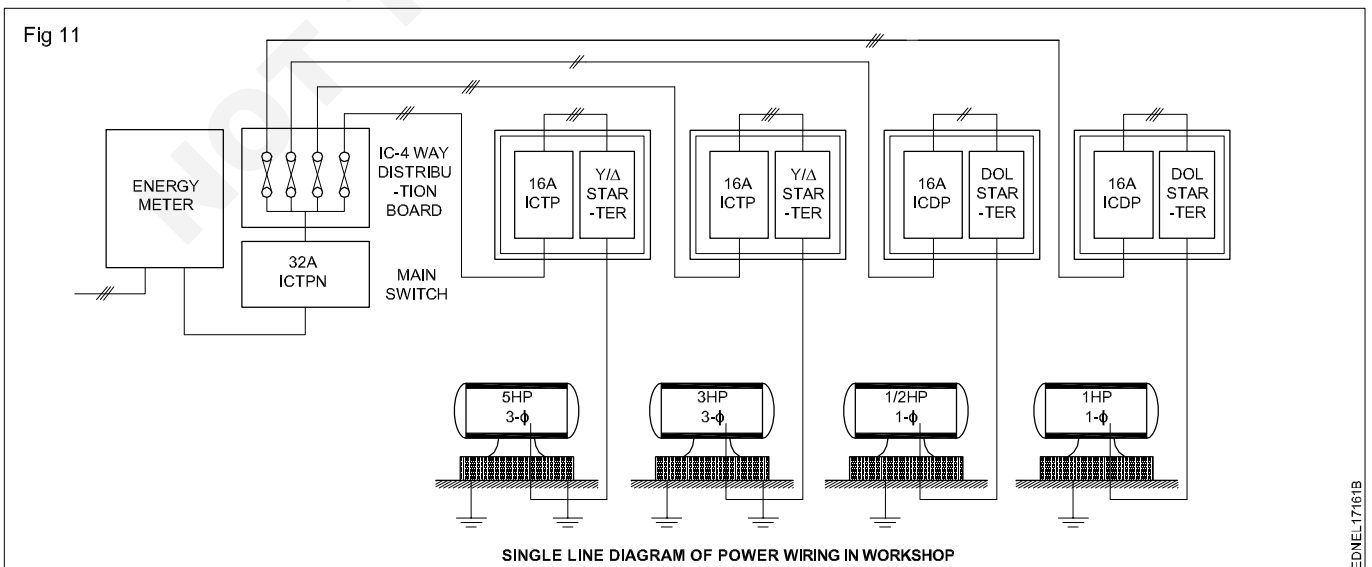 Fig 11
NOT
ENERGY
METER
IC-4 WAY
DISTRIBU
-TION
BOARD
32A
ICTPN
MAIN
SWITCH
16A
ICTP
Y/Δ
STAR
-TER
16A
ICTP
Y/Δ
STAR
-TER
16A
ICDP
DOL
STAR
-TER
16A
ICDP
DOL
STAR
-TER
5HP
3-ϕ
3HP
3-ϕ
1/2HP
1-ϕ
1HP
1-ϕ
SINGLE LINE DIAGRAM OF POWER WIRING IN WORKSHOP
EDNEL17161B